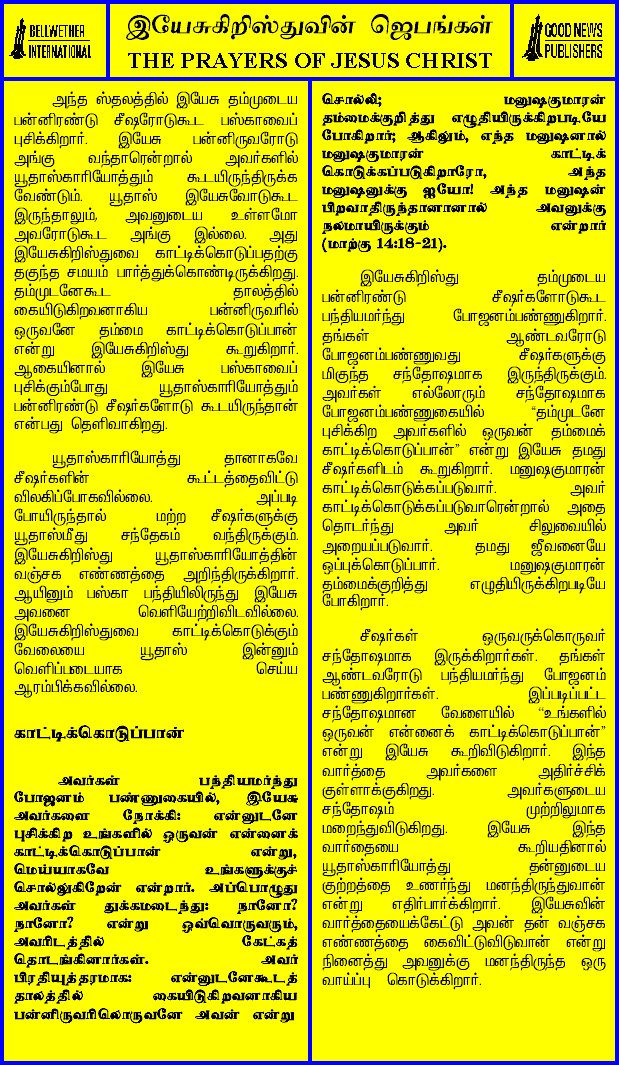 BELLWETHER
INTERNATIONAL
இயேசுகிறிஸ்துவின் ஜெபங்கள்
THE PRAYERS OF JESUS CHRIST
GOOD NEWS
PUBLISHERS
அந்த ஸ்தலத்தில் இயேசு தம்முடைய
பன்னிரண்டு சீஷரோடுகூட பஸ்காவைப்
புசிக்கிறார். இயேசு பன்னிருவரோடு
அங்கு வந்தாரென்றால் அவர்களில்
யூதாஸ்காரியோத்தும் கூடயிருந்திருக்க
வேண்டும். யூதாஸ் இயேசுவோடுகூட
இருந்தாலும், அவனுடைய உள்ளமோ
அவரோடுகூட அங்கு இல்லை. அது
இயேசுகிறிஸ்துவை காட்டிக்கொடுப்பதற்கு
தகுந்த சமயம் பார்த்துக்கொண்டிருக்கிறது.
தம்முடனேகூட தாலத்தில்
கையிடுகிறவனாகிய பன்னிருவரில்
ஒருவனே தம்மை காட்டிக்கொடுப்பான்
என்று இயேசுகிறிஸ்து கூறுகிறார்.
ஆகையினால் இயேசு பஸ்காவைப்
புசிக்கும்போது யூதாஸ்காரியோத்தும்
பன்னிரண்டு சீஷர்களோடு கூடயிருந்தான்
என்பது தெளிவாகிறது.
யூதாஸ்காரியோத்து தானாகவே
சீஷர்களின் கூட்டத்தைவிட்டு
விலகிப்போகவில்லை. அப்படி
போயிருந்தால் மற்ற சீஷர்களுக்கு
யூதாஸ்மீது சந்தேகம் வந்திருக்கும்.
இயேசுகிறிஸ்து யூதாஸ்காரியோத்தின்
வஞ்சக எண்ணத்தை அறிந்திருக்கிறார்.
ஆயினும் பஸ்கா பந்தியிலிருந்து இயேசு
அவனை வெளியேற்றிவிடவில்லை.
இயேசுகிறிஸ்துவை காட்டிக்கொடுக்கும்
வேலையை யூதாஸ் இன்னும்
வெளிப்படையாக செய்ய
ஆரம்பிக்கவில்லை.
காட்டிக்கொடுப்பான்
அவர்கள் பந்தியமர்ந்து
போஜனம் பண்ணுகையில், இயேசு
அவர்களை நோக்கி: என்னுடனே
புசிக்கிற உங்களில் ஒருவன் என்னைக்
காட்டிக்கொடுப்பான் என்று,
மெய்யாகவே உங்களுக்குச்
சொல்லுகிறேன் என்றார். அப்பொழுது
அவர்கள் துக்கமடைந்து: நானோ?
நானோ? என்று ஒவ்வொருவரும்,
அவரிடத்தில் கேட்கத்
தொடங்கினார்கள். அவர்
பிரதியுத்தரமாக: என்னுடனேகூடத்
தாலத்தில் கையிடுகிறவனாகிய
பன்னிருவரிலொருவனே அவன் என்று
சொல்லி; மனுஷகுமாரன்
தம்மைக்குறித்து எழுதியிருக்கிறபடியே
போகிறார்; ஆகிலும், எந்த மனுஷனால்
மனுஷகுமாரன் காட்டிக்
கொடுக்கப்படுகிறாரோ, அந்த
மனுஷனுக்கு ஐயோ! அந்த மனுஷன்
பிறவாதிருந்தானானால் அவனுக்கு
நலமாயிருக்கும் என்றார்
(மாற்கு 14:18-21).
இயேசுகிறிஸ்து தம்முடைய
பன்னிரண்டு சீஷர்களோடுகூட
பந்தியமர்ந்து போஜனம்பண்ணுகிறார்.
தங்கள் ஆண்டவரோடு
போஜனம்பண்ணுவது சீஷர்களுக்கு
மிகுந்த சந்தோஷமாக இருந்திருக்கும்.
அவர்கள் எல்லோரும் சந்தோஷமாக
போஜனம்பண்ணுகையில் "தம்முடனே
புசிக்கிற அவர்களில் ஒருவன் தம்மைக்
காட்டிக்கொடுப்பான்" என்று இயேசு தமது
சீஷர்களிடம் கூறுகிறார். மனுஷகுமாரன்
காட்டிக்கொடுக்கப்படுவார். அவர்
காட்டிக்கொடுக்கப்படுவாரென்றால் அதை
தொடர்ந்து அவர் சிலுவையில்
அறையப்படுவார். தமது ஜீவனையே
ஒப்புக்கொடுப்பார். மனுஷகுமாரன்
தம்மைக்குறித்து எழுதியிருக்கிறபடியே
போகிறார்.
சீஷர்கள் ஒருவருக்கொருவர்
சந்தோஷமாக இருக்கிறார்கள். தங்கள்
ஆண்டவரோடு பந்தியமர்ந்து போஜனம்
பண்ணுகிறார்கள். இப்படிப்பட்ட
சந்தோஷமான வேளையில் "உங்களில்
ஒருவன் என்னைக் காட்டிக்கொடுப்பான்"
என்று இயேசு கூறிவிடுகிறார். இந்த
வார்த்தை அவர்களை அதிர்ச்சிக்
குள்ளாக்குகிறது. அவர்களுடைய
சந்தோஷம் முற்றிலுமாக
மறைந்துவிடுகிறது. இயேசு இந்த
வார்தையை கூறியதினால்
யூதாஸ்காரியோத்து தன்னுடைய
குற்றத்தை உணர்ந்து மனந்திருந்துவான்
என்று எதிர்பார்க்கிறார். இயேசுவின்
வார்த்தையைக்கேட்டு அவன் தன் வஞ்சக
எண்ணத்தை கைவிட்டுவிடுவான் என்று
நினைத்து அவனுக்கு மனந்திருந்த ஒரு
வாய்ப்பு கொடுக்கிறார்.